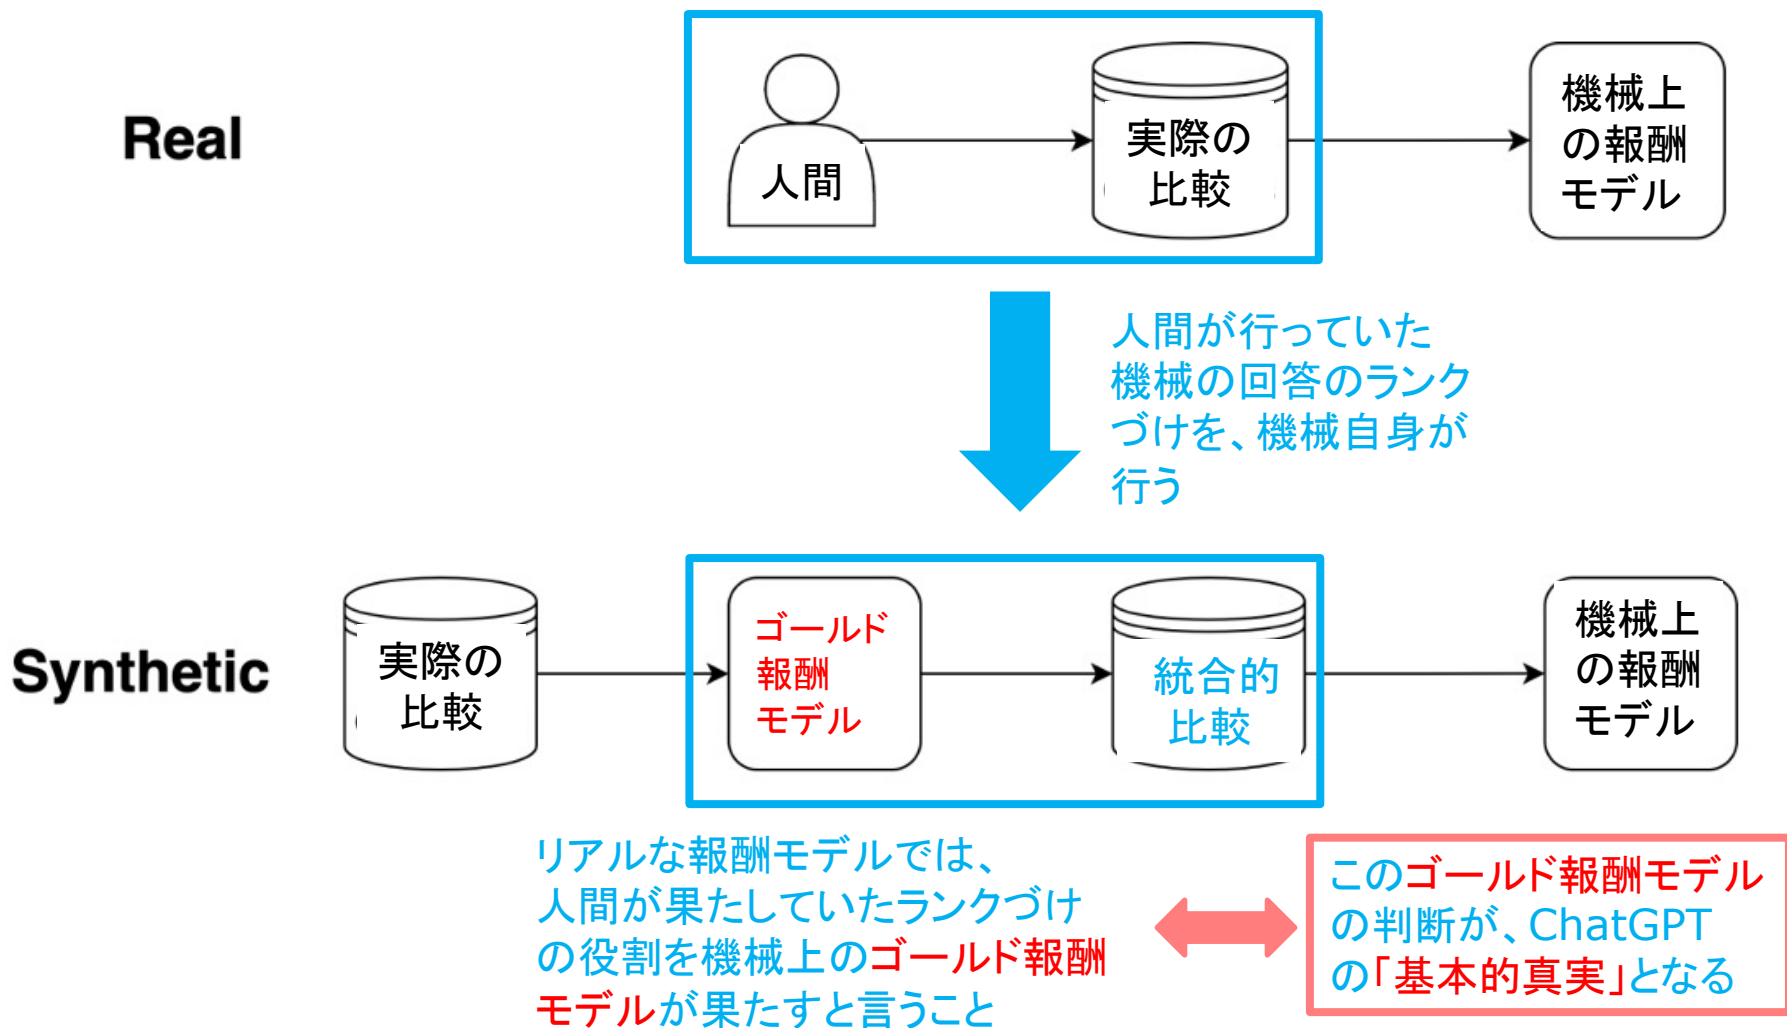 Real
人間
実際の
比較
機械上
の報酬
モデル
人間が行っていた
機械の回答のランク
づけを、機械自身が
行う
Synthetic
実際の
比較
ゴールド
報酬
モデル
統合的
比較
機械上
の報酬
モデル
リアルな報酬モデルでは、
人間が果たしていたランクづけ
の役割を機械上のゴールド報酬
モデルが果たすと言うこと
このゴールド報酬モデル
の判断が、ChatGPT
の「基本的真実」となる